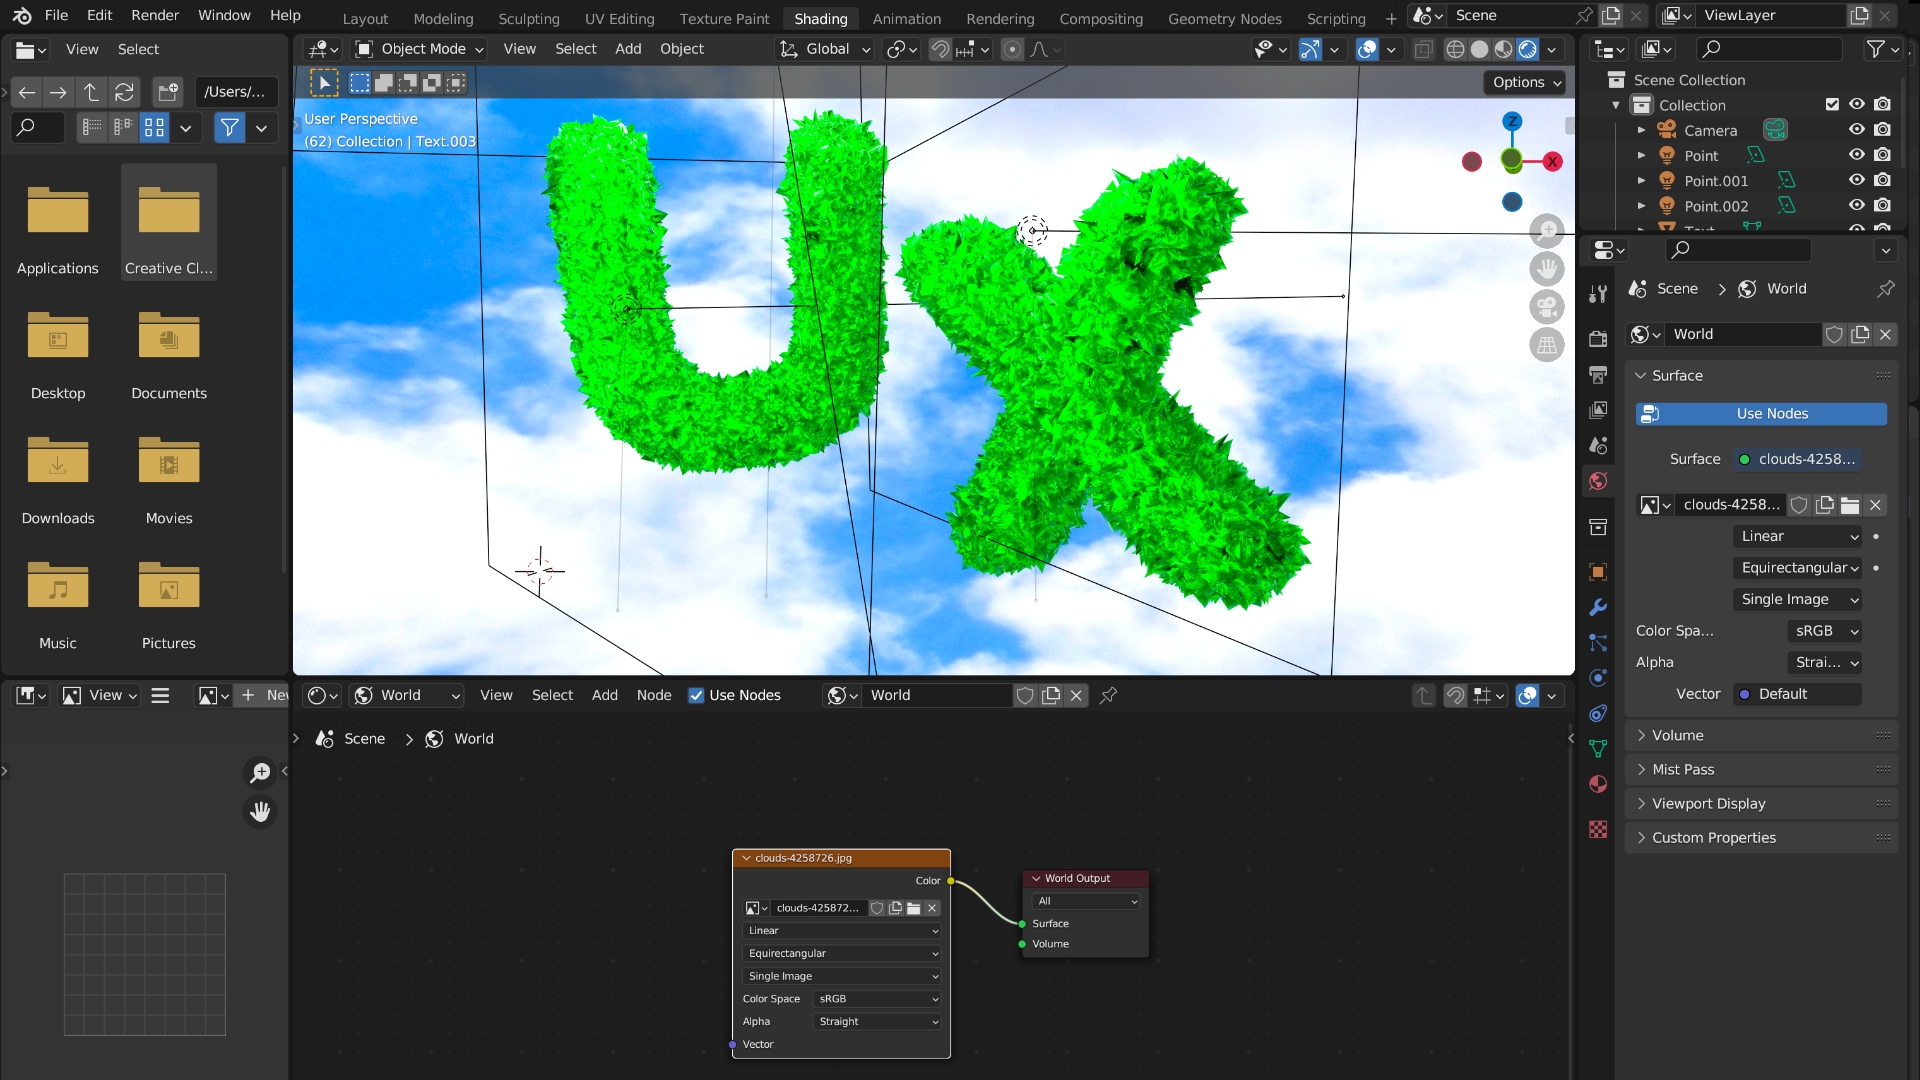 File Edit Render Window Help
Layout Modeling Sculpting UV Editing Texture Paint Shading Animation Rendering Compositing Geometry Nodes Scripting
Scene
ViewLayer
View Select
/Users/...
Applications
Creative Cl...
Desktop
Documents
Downloads
Movies
Music
Pictures
Object Mode View Select Add Object Global
Options
User Perspective
(62) Collection | Text.003
Z
X
UX
Scene Collection
Collection
Camera
Point
Point.001
Point.002
Scene > World
World
Surface
Use Nodes
Surface clouds-4258...
clouds-4258...
Linear
Equirectangular
Single Image
Color Spa... sRGB
Alpha Strai...
Vector Default
Volume
Mist Pass
Viewport Display
Custom Properties
View
New
World View Select Add Node Use Nodes World
Scene > World
clouds-4258726.jpg
Color
clouds-425872...
Linear
Equirectangular
Single Image
Color Space sRGB
Alpha Straight
Vector
World Output
All
Surface
Volume